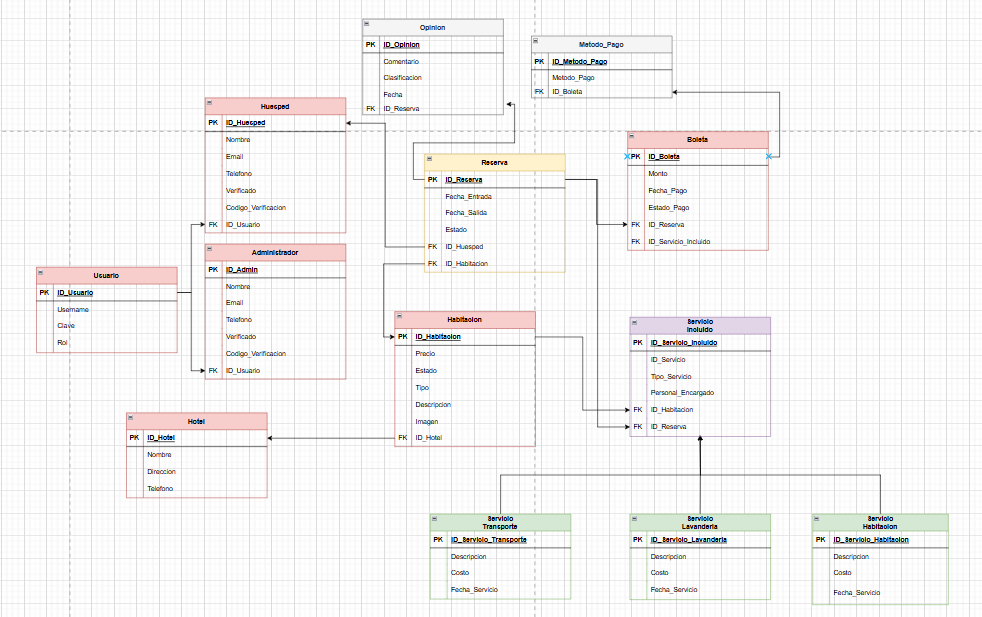 Opinion
PK ID_Opinion
Comentario
Clasificacion
Fecha
FK ID_Reserva
Metodo_Pago
PK ID_Metodo_Pago
Metodo_Pago
FK ID_Boleta
Huesped
PK ID_Huesped
Nombre
Email
Telefono
Verificado
Codigo_Verificacion
FK ID_Usuario
Boleta
PK ID_Boleta
Monto
Fecha_Pago
Estado_Pago
FK ID_Reserva
FK ID_Servicio_Incluido
Reserva
PK ID_Reserva
Fecha_Entrada
Fecha_Salida
Estado
FK ID_Huesped
FK ID_Habitacion
Administrador
PK ID_Admin
Nombre
Email
Telefono
Verificado
Codigo_Verificacion
FK ID_Usuario
Usuario
PK ID_Usuario
Username
Clave
Rol
Habitacion
PK ID_Habitacion
Precio
Estado
Tipo
Descripcion
Imagen
FK ID_Hotel
Servicio
Incluido
PK ID_Servicio_Incluido
ID_Servicio
Tipo_Servicio
Personal_Encargado
FK ID_Habitacion
FK ID_Reserva
Hotel
PK ID_Hotel
Nombre
Direccion
Telefono
Servicio
Transporte
PK ID_Servicio_Transporte
Descripcion
Costo
Fecha_Servicio
Servicio
Lavanderia
PK ID_Servicio_Lavanderia
Descripcion
Costo
Fecha_Servicio
Servicio
Habitacion
PK ID_Servicio_Habitacion
Descripcion
Costo
Fecha_Servicio